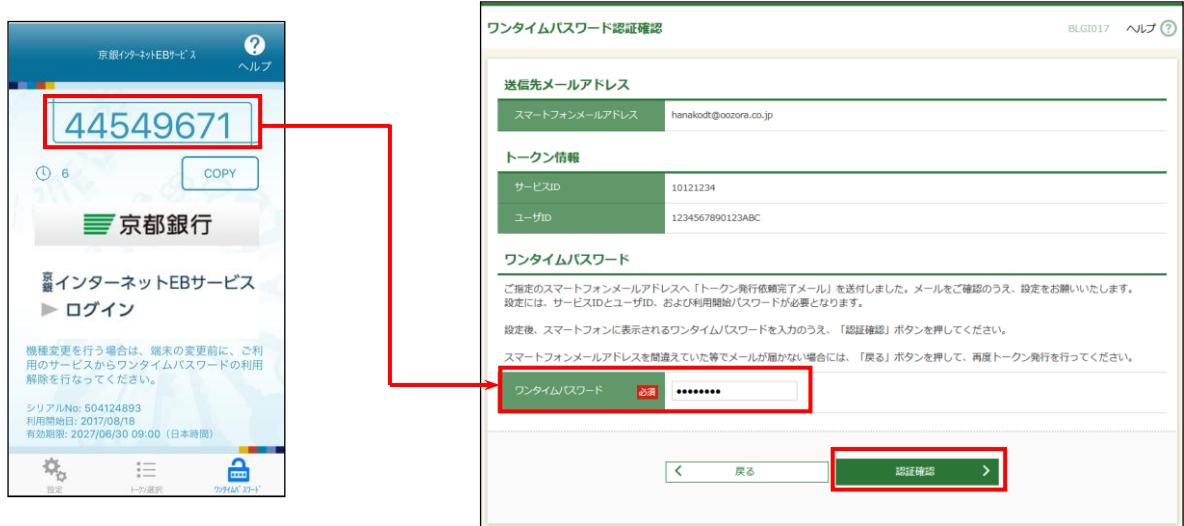 京銀インターネットEBサービス
?
ヘルプ
44549671
6
COPY
京都銀行
京銀インターネットEBサービス
ログイン
機種変更を行う場合は、端末の変更前に、ご利
用のサービスからワンタイムパスワードの利用
解除を行なってください。
シリアルNo: 504124893
利用開始日: 2017/08/18
有効期限: 2027/06/30 09:00（日本時間）
設定
トークン選択
ワンタイムパスワード
ワンタイムパスワード認証確認
BLGI017
ヘルプ ?
送信先メールアドレス
スマートフォンメールアドレス hanakodt@oozora.co.jp
トークン情報
サービスID 10121234
ユーザID 1234567890123ABC
ワンタイムパスワード
ご指定のスマートフォンメールアドレスへ「トークン発行依頼完了メール」を送付しました。メールをご確認のうえ、設定をお願いいたします。
設定には、サービスIDとユーザID、および利用開始パスワードが必要となります。
設定後、スマートフォンに表示されるワンタイムパスワードを入力のうえ、「認証確認」ボタンを押してください。
スマートフォンメールアドレスを間違えていた等でメールが届かない場合には、「戻る」ボタンを押して、再度トークン発行を行ってください。
ワンタイムパスワード 必須 ●●●●●●●●
戻る
認証確認